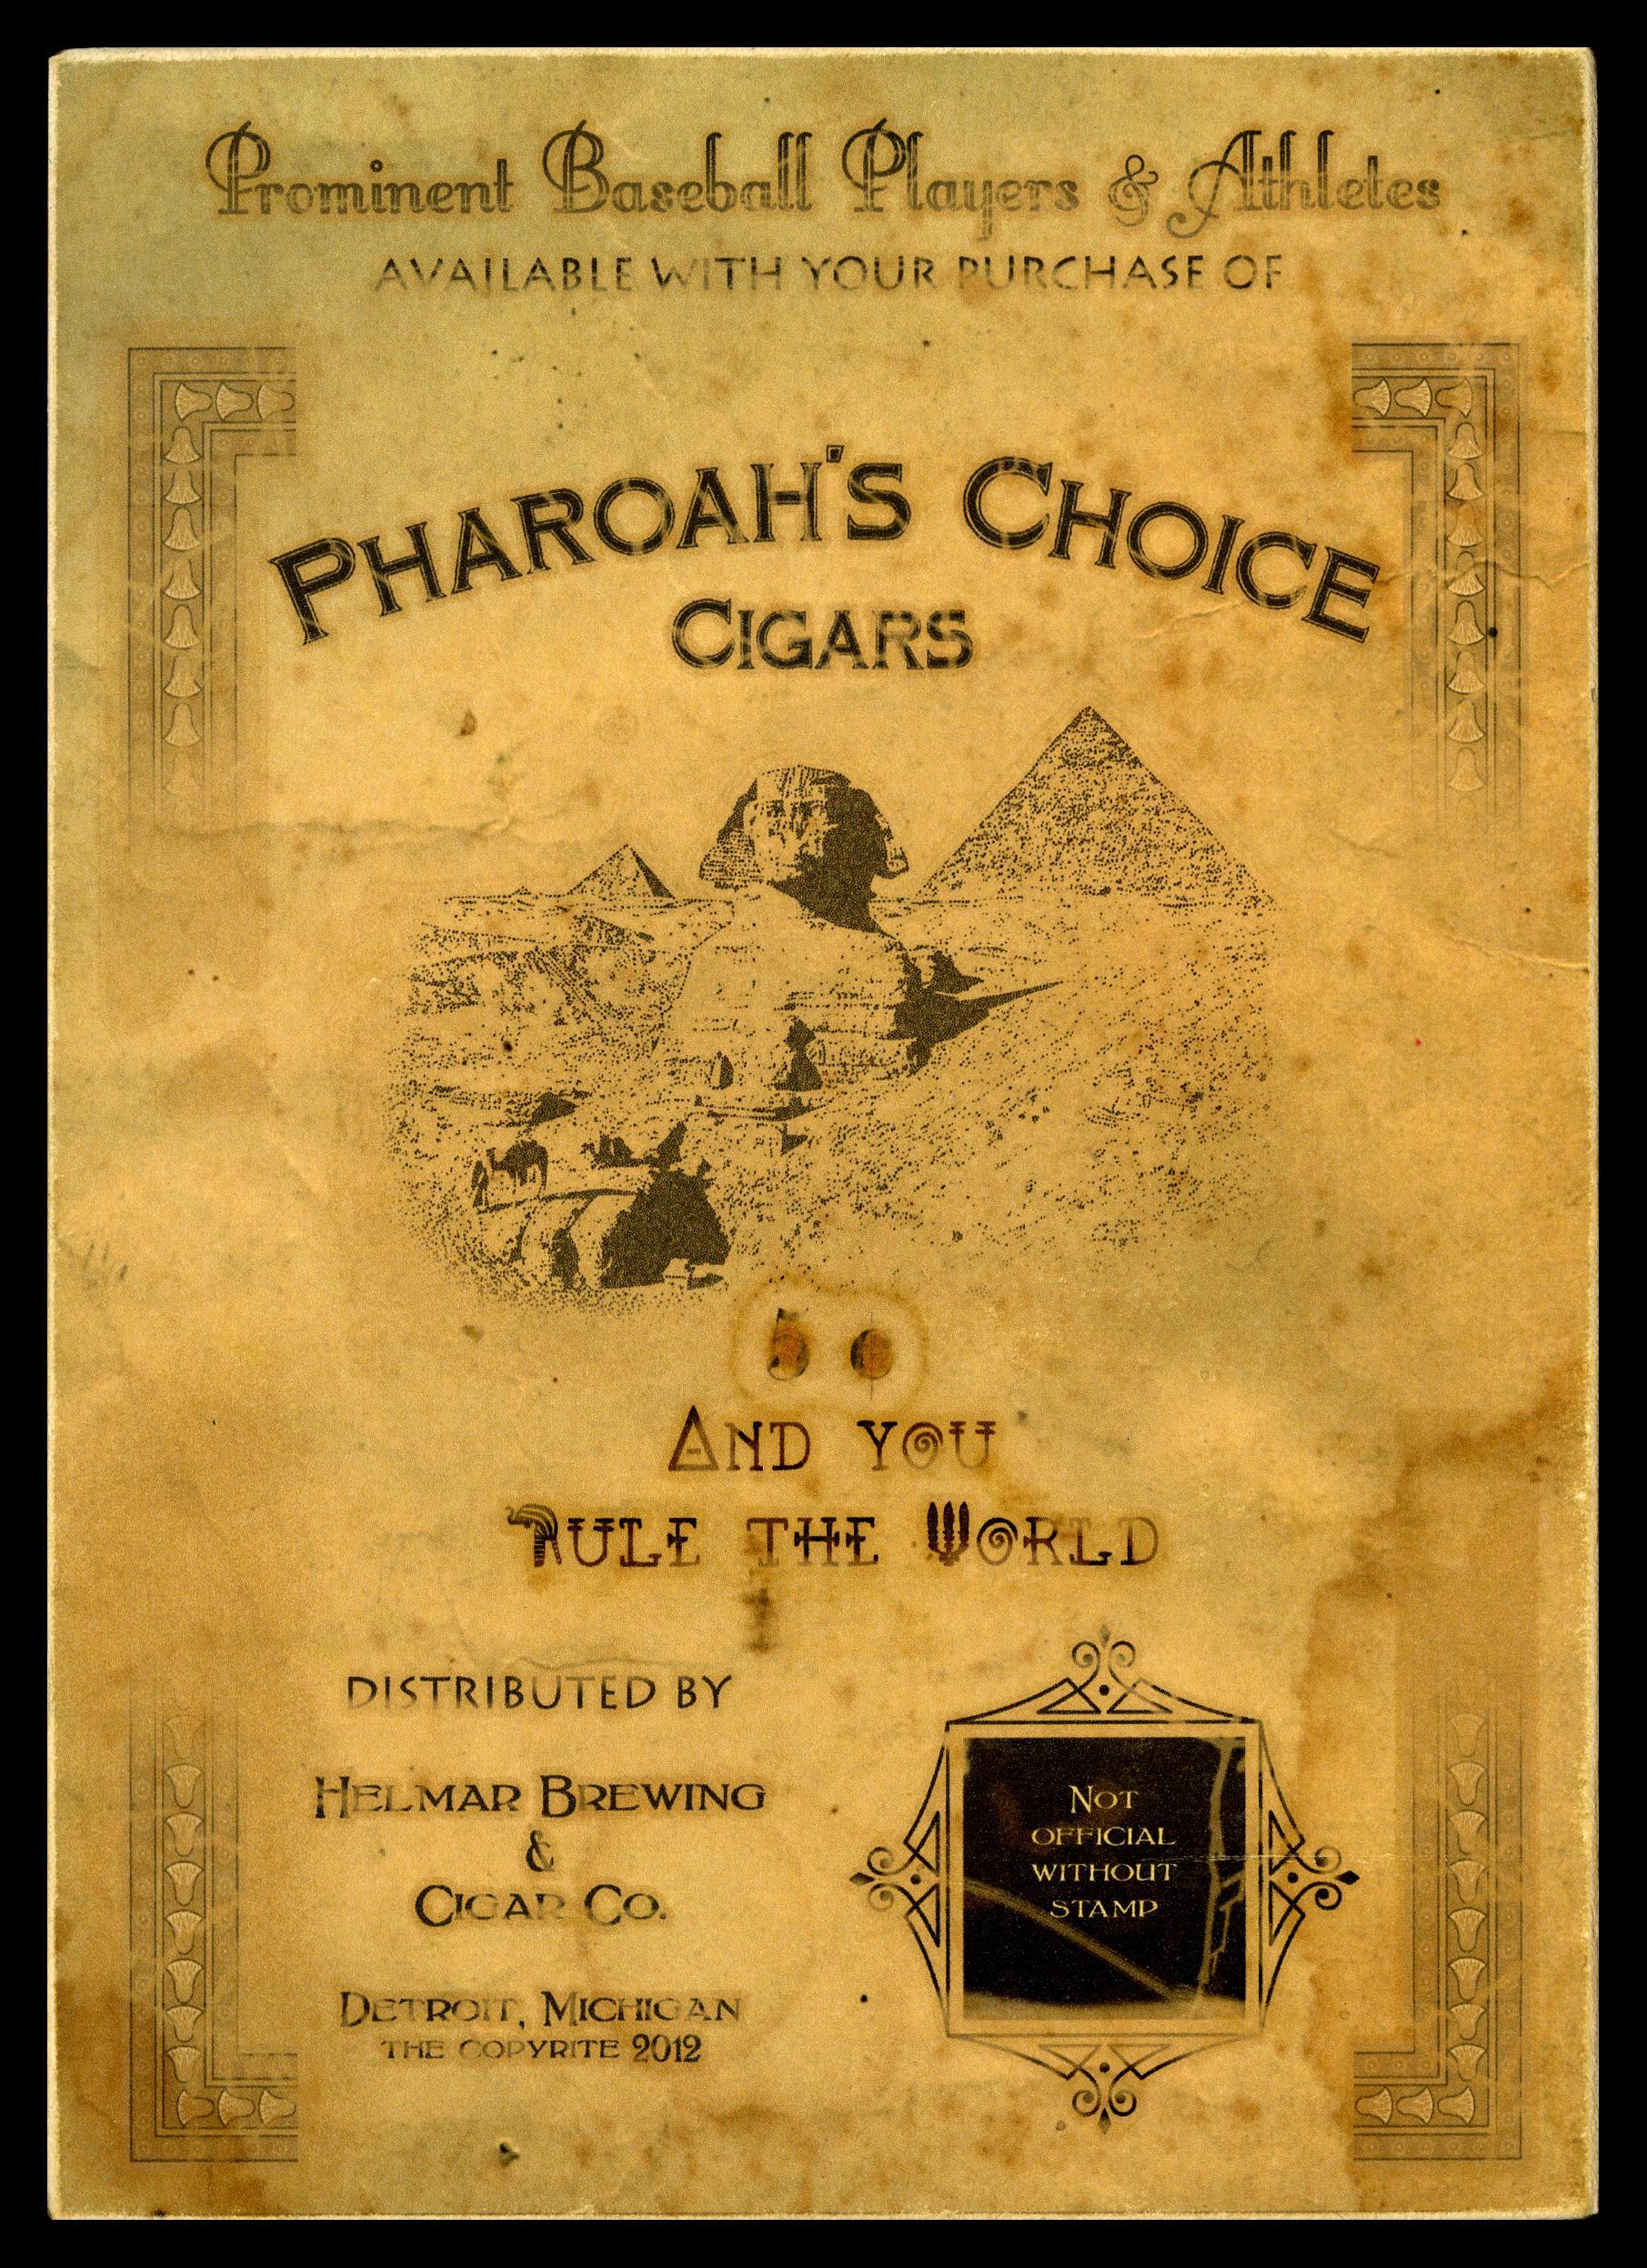 Prominent Baseball Players & Athletes
AVAILABLE WITH YOUR PURCHASE OF
PHAROAH'S CHOICE
CIGARS
5 ¢
AND YOU
RULE THE WORLD
DISTRIBUTED BY
HELMAR BREWING
&
CIGAR CO.
DETROIT, MICHIGAN
THE COPYRITE 2012
NOT
OFFICIAL
WITHOUT
STAMP